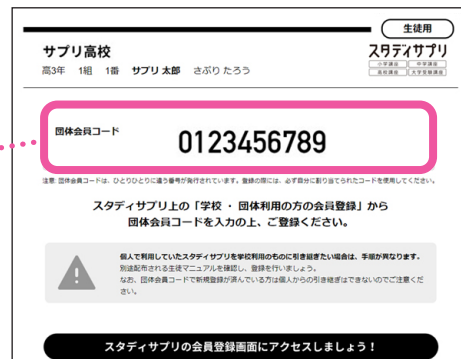 生徒用
サプリ高校
スタディサプリ
高3年 1組 1番 サプリ 太郎 さぷり たろう
小学講座 中学講座
高校講座 大学受験講座
団体会員コード
0123456789
注意 団体会員コードは、ひとりひとりに違う番号が発行されています。登録の際には、必ず自分に割り当てられたコードを使用してください。
スタディサプリ上の「学校 ・ 団体利用の方の会員登録」から
団体会員コードを入力の上、ご登録ください。
個人で利用していたスタディサプリを学校利用のものに引き継ぎたい場合は、手順が異なります。
別途配布される生徒マニュアルを確認し、登録を行いましょう。
なお、団体会員コードで新規登録が済んでいる方は個人からの引き継ぎはできないのでご注意くだ
さい。
スタディサプリの会員登録画面にアクセスしましょう！